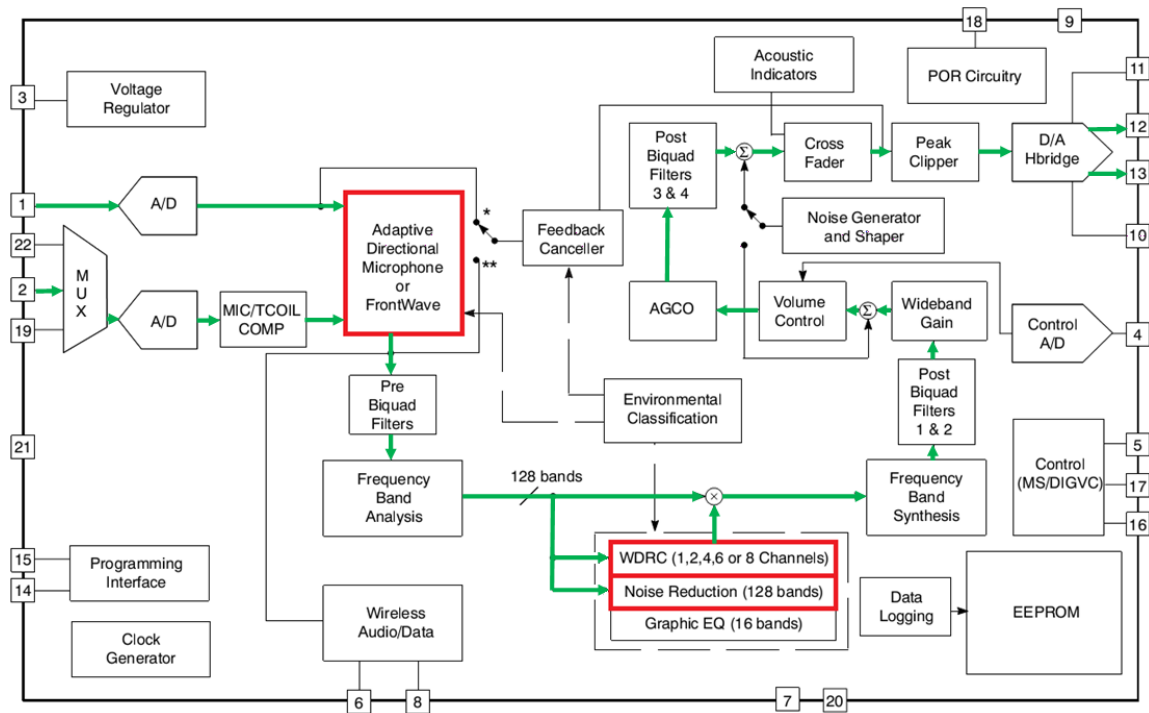 18
9
Acoustic
Indicators
POR Circuitry
11
3
Voltage
Regulator
Post
Biquad
Filters
3 & 4
Σ
Cross
Fader
Peak
Clipper
D/A
Hbridge
12
13
1
A/D
Adaptive
Directional
Microphone
or
FrontWave
*
**
Feedback
Canceller
Noise Generator
and Shaper
10
22
2
19
MUX
A/D
MIC/TCOIL
COMP
AGCO
Volume
Control
Σ
Wideband
Gain
Control
A/D
4
Pre
Biquad
Filters
Environmental
Classification
Post
Biquad
Filters
1 & 2
21
Frequency
Band
Analysis
128 bands
×
Frequency
Band
Synthesis
Control
(MS/DIGVC)
5
17
16
15
14
Programming
Interface
WDRC (1,2,4,6 or 8 Channels)
Noise Reduction (128 bands)
Graphic EQ (16 bands)
Clock
Generator
Wireless
Audio/Data
Data
Logging
EEPROM
6
8
7
20